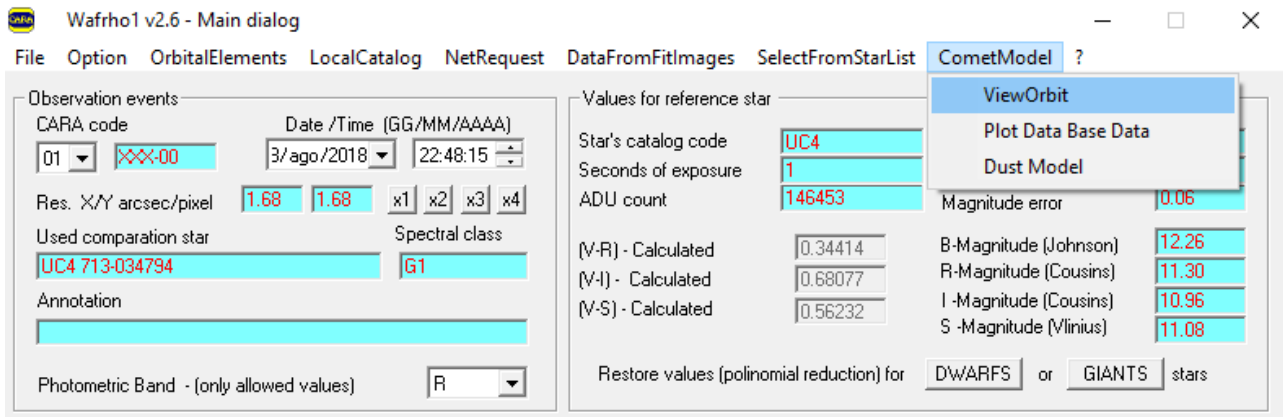 CARA Wafrho1 v2.6 - Main dialog
File Option OrbitalElements LocalCatalog NetRequest DataFromFitImages SelectFromStarList CometModel ?
ViewOrbit
Plot Data Base Data
Dust Model
Observation events
CARA code Date /Time (GG/MM/AAAA)
01 XXX-00 3/ago/2018 22:48:15
Res. X/Y arcsec/pixel 1.68 1.68 x1 x2 x3 x4
Used comparation star Spectral class
UC4 713-034794 G1
Annotation
Photometric Band - (only allowed values) R
Values for reference star
Star's catalog code UC4
Seconds of exposure 1
ADU count 146453 Magnitude error 0.06
(V-R) - Calculated 0.34414
(V-I) - Calculated 0.68077
(V-S) - Calculated 0.56232
B-Magnitude (Johnson) 12.26
R-Magnitude (Cousins) 11.30
I -Magnitude (Cousins) 10.96
S -Magnitude (Vlinius) 11.08
Restore values (polinomial reduction) for DWARFS or GIANTS stars